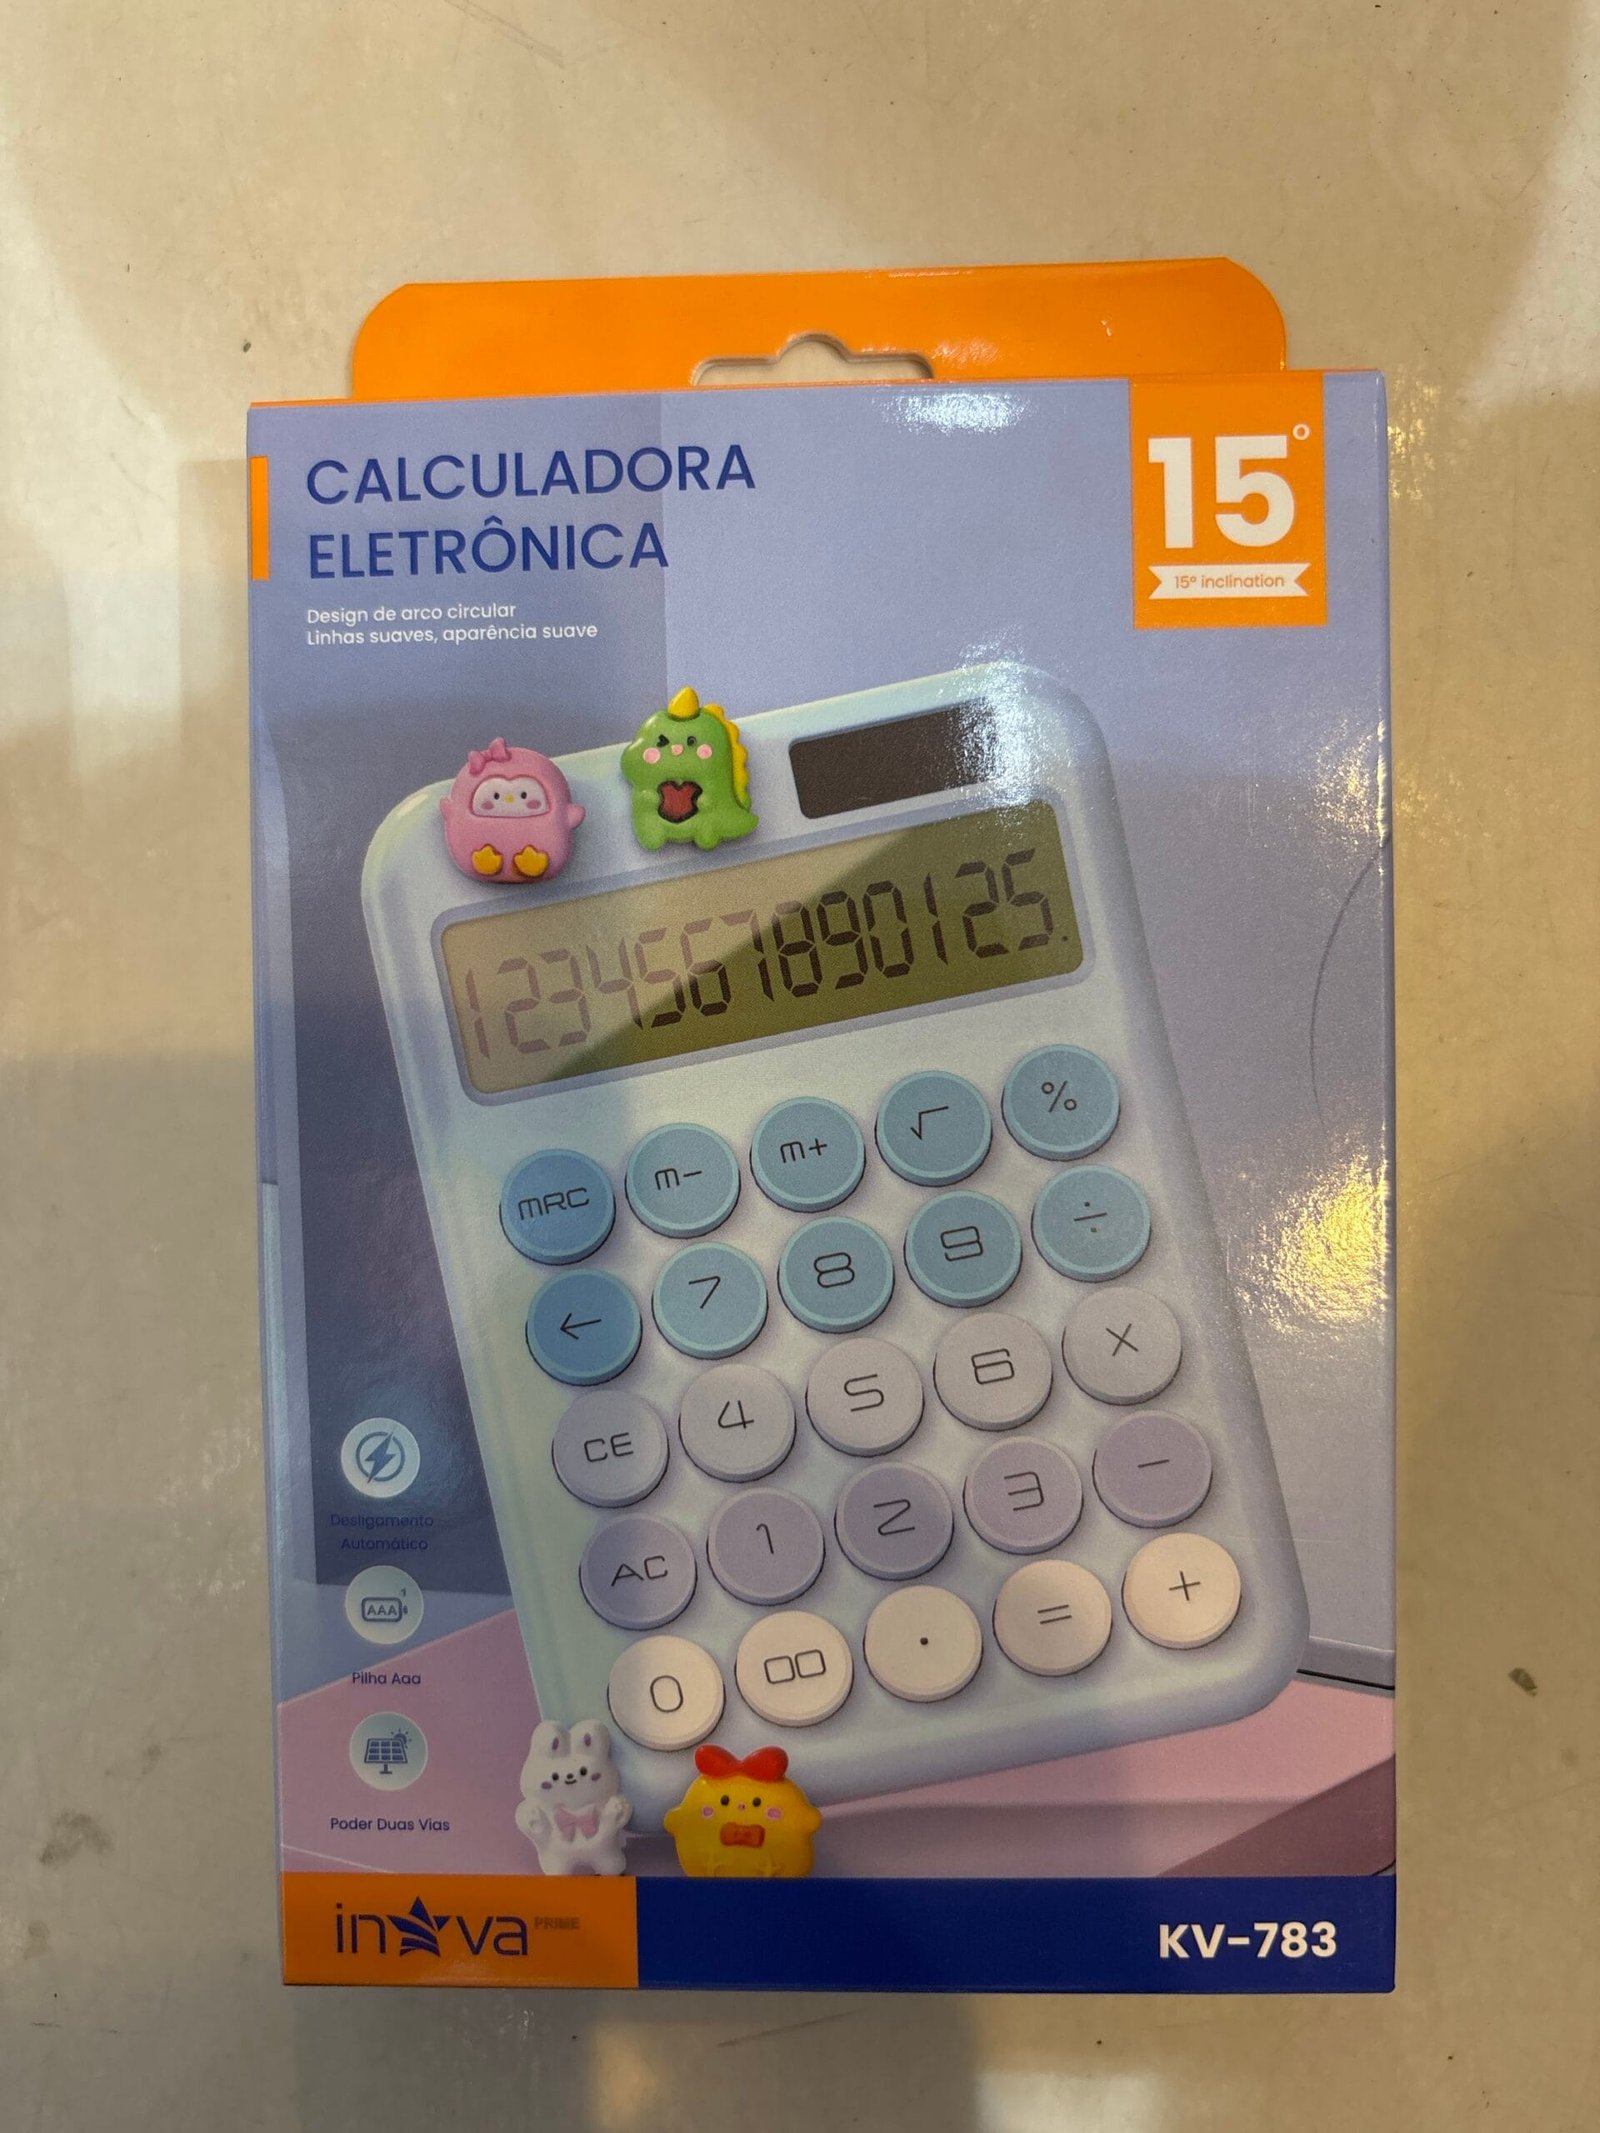 CALCULADORA
ELETRÔNICA
Design de arco circular
Linhas suaves, aparência suave
15°
15° inclination
1234567890125.
MRC m- m+ √ %
← 7 8 9 ÷
CE 4 5 6 ×
AC 1 2 3 -
0 00 . = +
Desligamento
Automático
1
AAA
Pilha Aaa
Poder Duas Vias
inova PRIME
KV-783